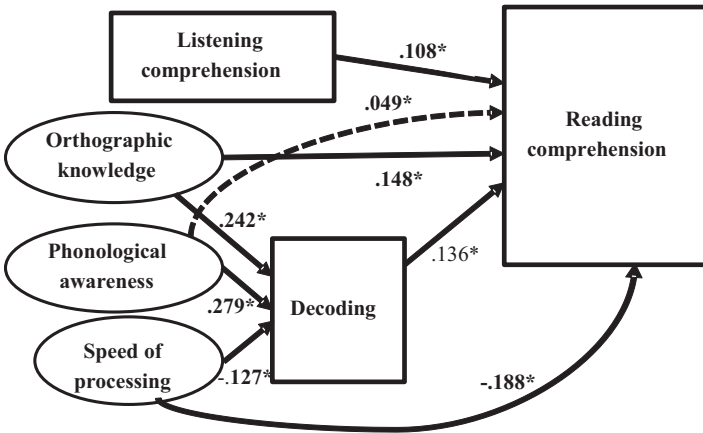 Listening
comprehension
.108*
.049*
Reading
comprehension
Orthographic
knowledge
.148*
.242*
Phonological
awareness
.136*
.279*
Decoding
Speed of
processing
-.127*
-.188*